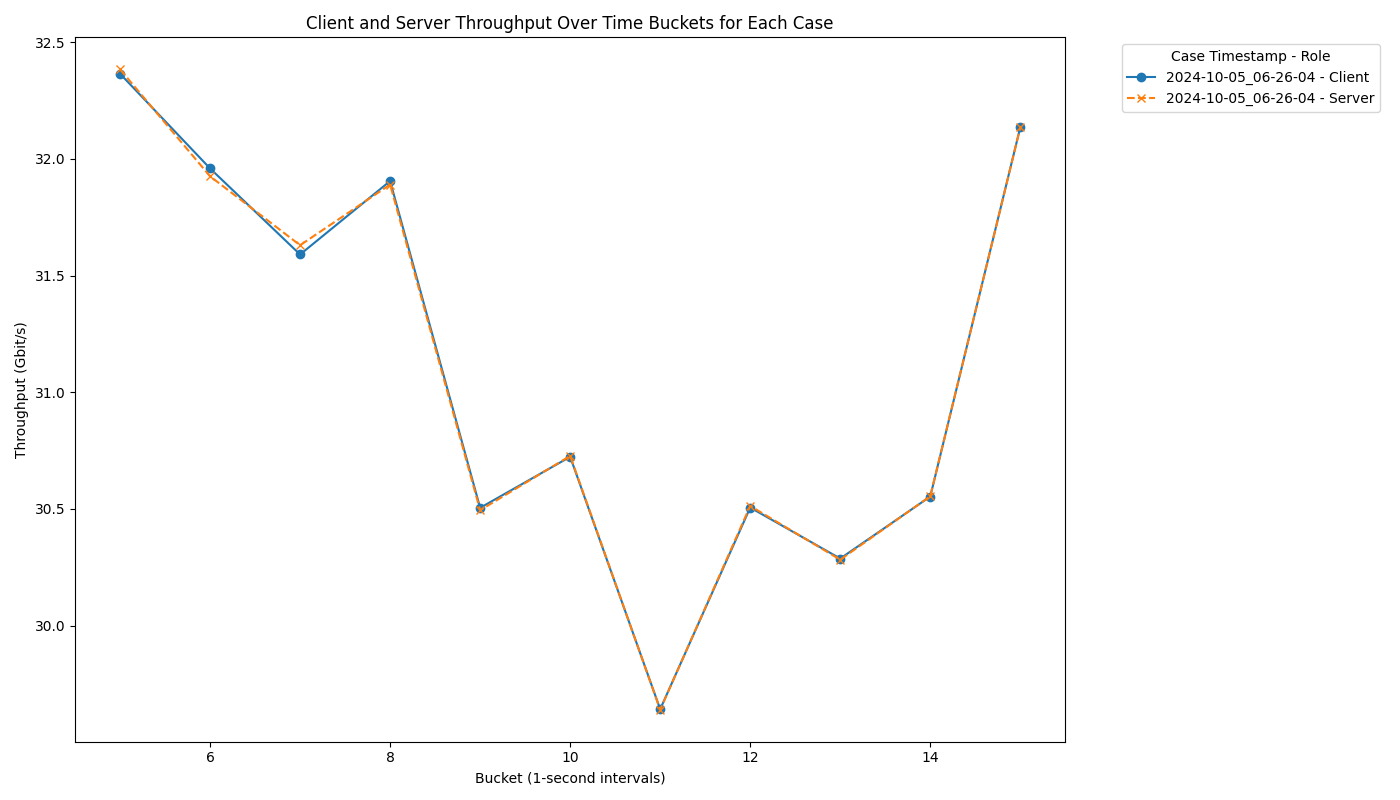 Client and Server Throughput Over Time Buckets for Each Case
Case Timestamp - Role
2024-10-05_06-26-04 - Client
2024-10-05_06-26-04 - Server
Throughput (Gbit/s)
32.5
32.0
31.5
31.0
30.5
30.0
6 8 10 12 14
Bucket (1-second intervals)